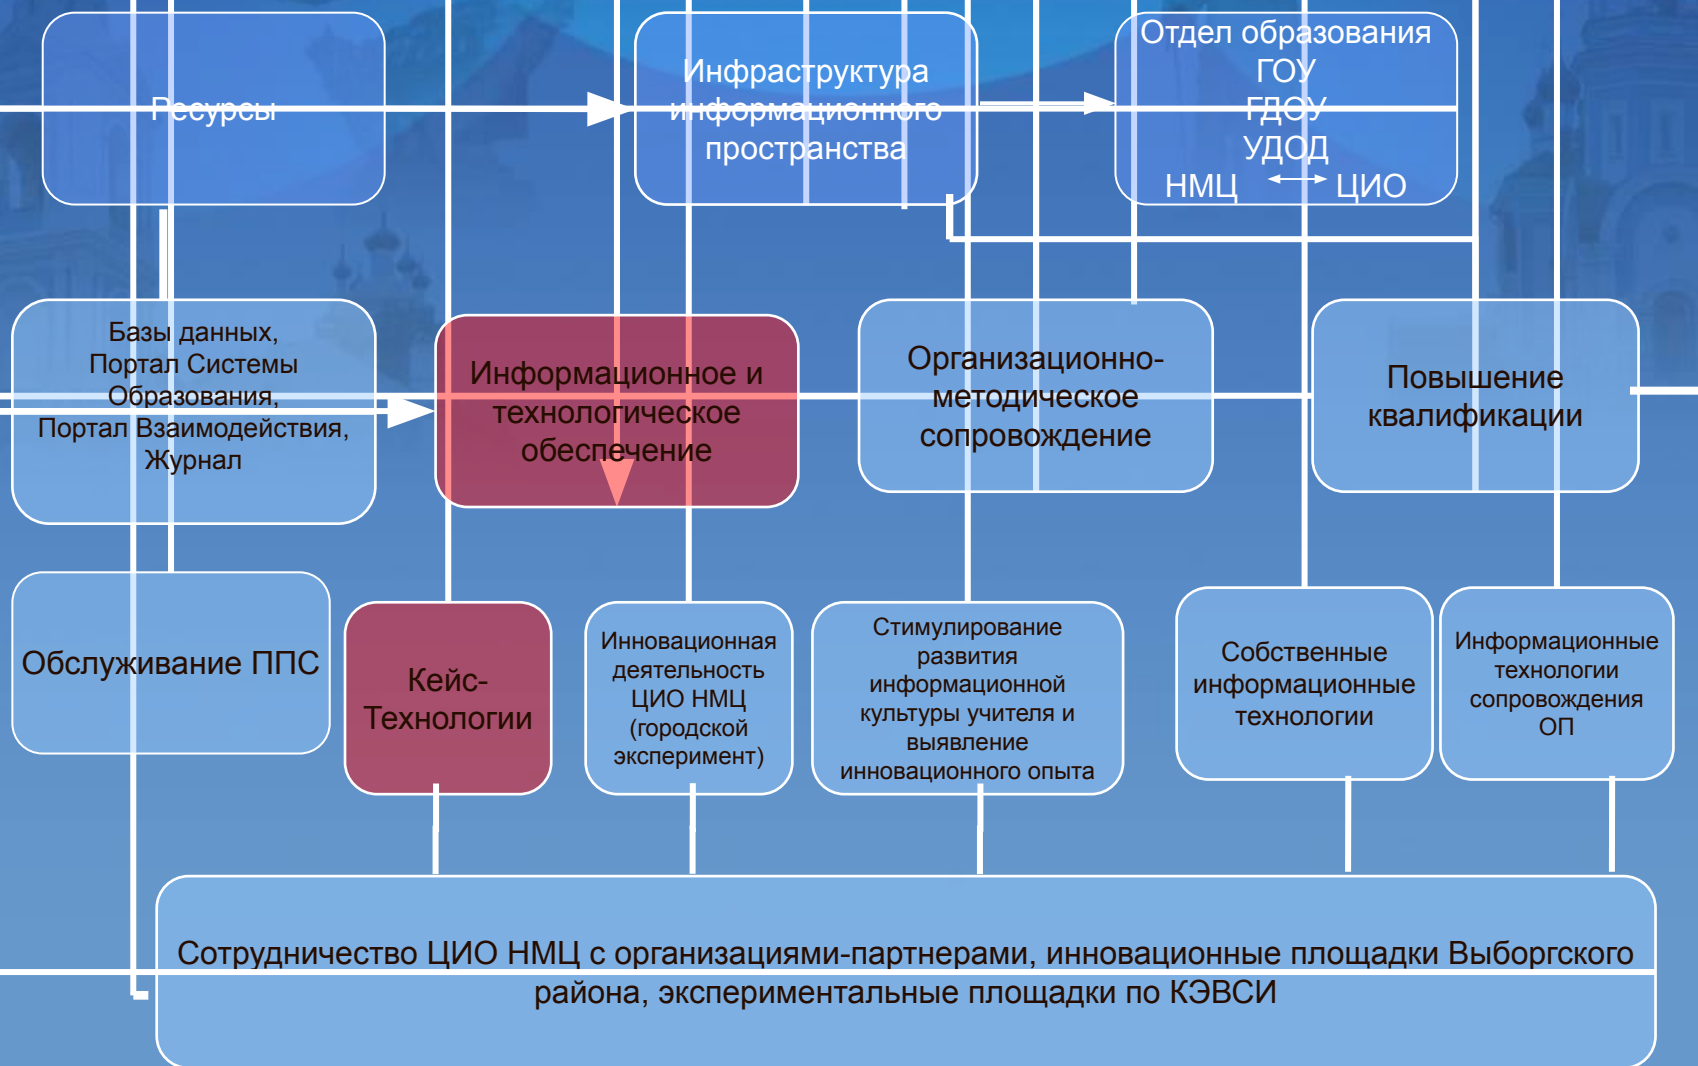 Ресурсы
Инфраструктура
информационного
пространства
Отдел образования
ГОУ
ГДОУ
УДОД
НМЦ ЦИО
Базы данных,
Портал Системы
Образования,
Портал Взаимодействия,
Журнал
Информационное и
технологическое
обеспечение
Организационно-
методическое
сопровождение
Повышение
квалификации
Обслуживание ППС
Кейс-
Технологии
Инновационная
деятельность
ЦИО НМЦ
(городской
эксперимент)
Стимулирование
развития
информационной
культуры учителя и
выявление
инновационного опыта
Собственные
информационные
технологии
Информационные
технологии
сопровождения
ОП
Сотрудничество ЦИО НМЦ с организациями-партнерами, инновационные площадки Выборгского
района, экспериментальные площадки по КЭВСИ